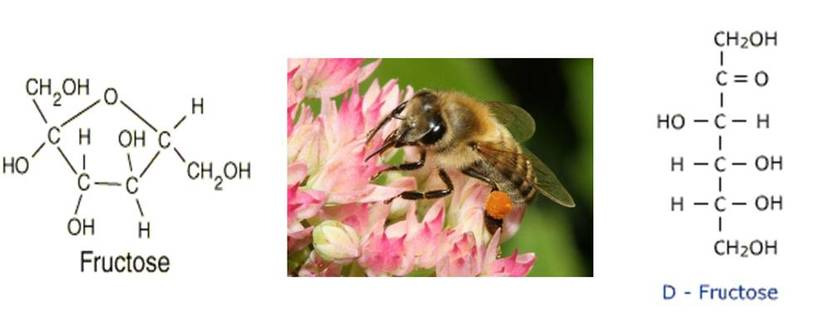 CH₂OH
O
H
C
H
OH
C
HO
CH₂OH
C
C
OH
H
Fructose
CH₂OH
C = O
HO — C — H
H — C — OH
H — C — OH
CH₂OH
D - Fructose